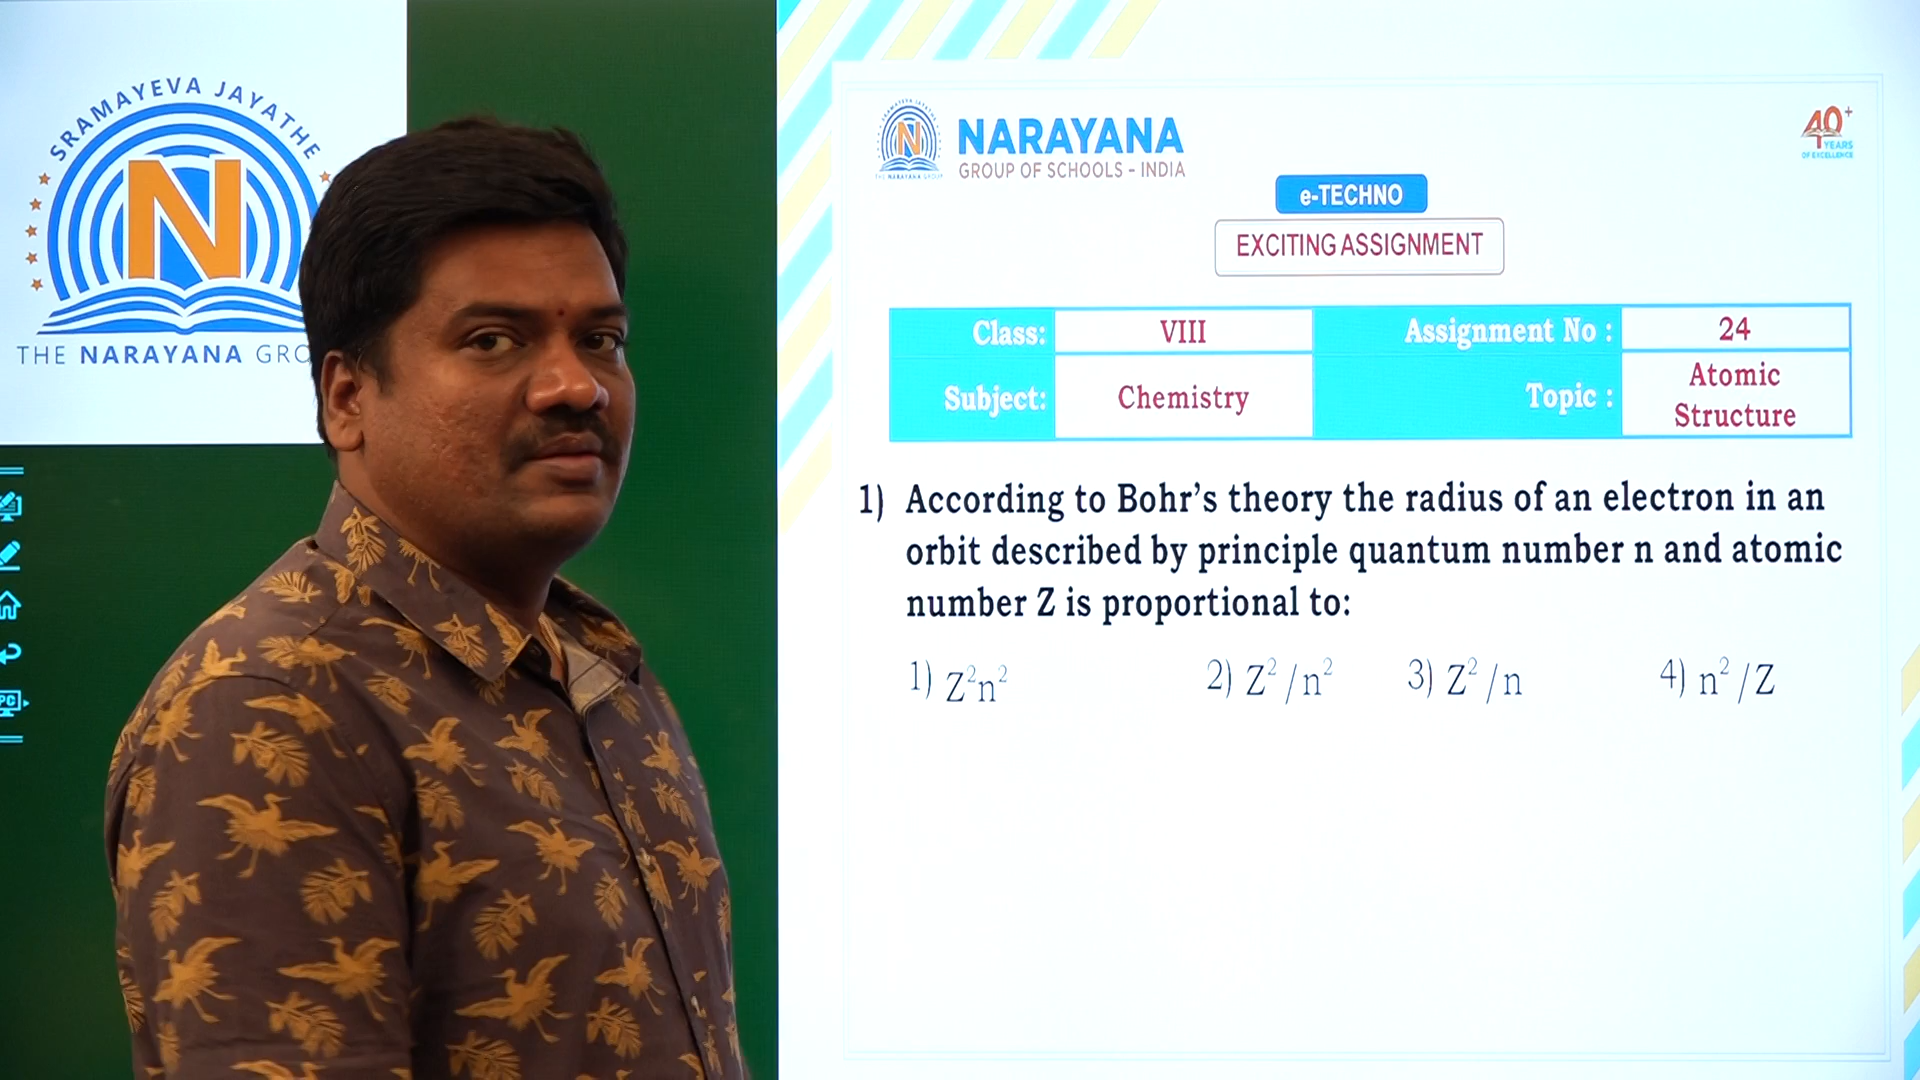 SRAMAYEVA JAYATHE
N
THE NARAYANA GRO
NARAYANA
GROUP OF SCHOOLS - INDIA
40+
YEARS
OF EXCELLENCE
e-TECHNO
EXCITING ASSIGNMENT
Class: VIII Assignment No : 24
Subject: Chemistry Topic : Atomic
Structure
1) According to Bohr's theory the radius of an electron in an
orbit described by principle quantum number n and atomic
number Z is proportional to:
1) Z²n² 2) Z²/n² 3) Z²/n 4) n²/Z